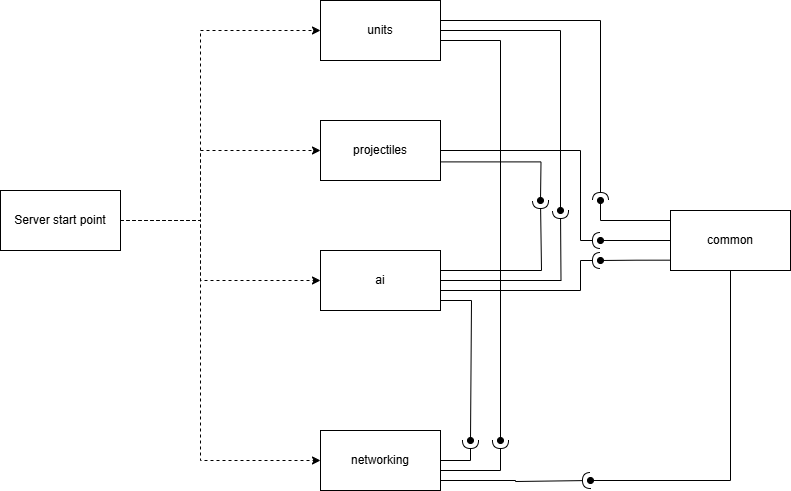 units
projectiles
Server start point
common
ai
networking